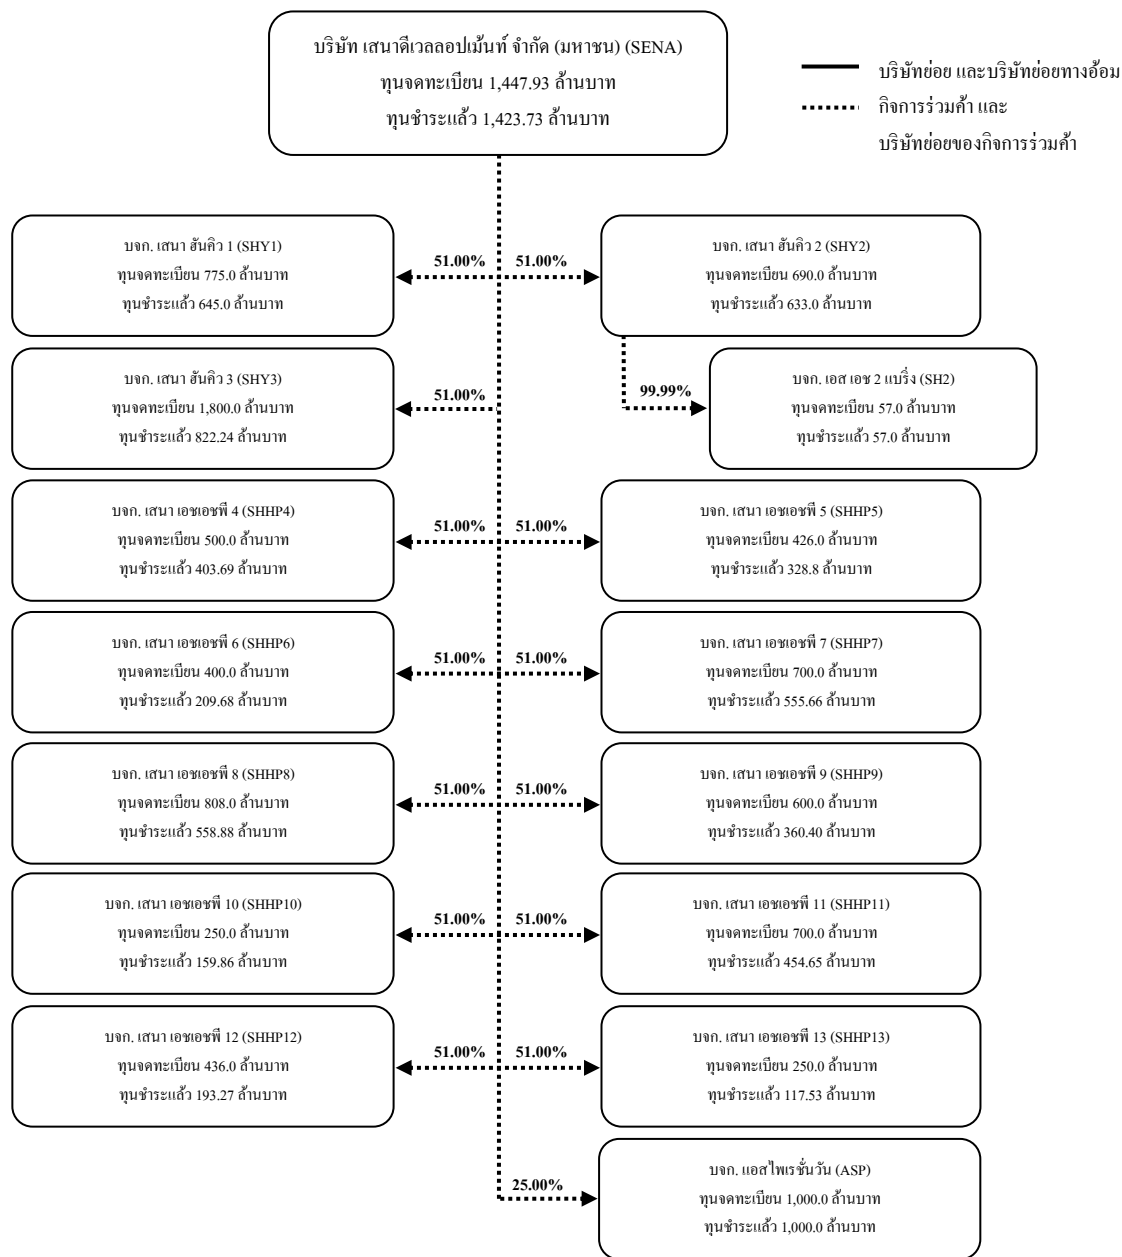 บริษัท เสนาดีเวลลอปเม้นท์ จำกัด (มหาชน) (SENA)
ทุนจดทะเบียน 1,447.93 ล้านบาท
ทุนชำระแล้ว 1,423.73 ล้านบาท
บริษัทย่อย และบริษัทย่อยทางอ้อม
กิจการร่วมค้า และ
บริษัทย่อยของกิจการร่วมค้า
บจก. เสนา ฮันคิว 1 (SHY1)
ทุนจดทะเบียน 775.0 ล้านบาท
ทุนชำระแล้ว 645.0 ล้านบาท
51.00%
51.00%
บจก. เสนา ฮันคิว 2 (SHY2)
ทุนจดทะเบียน 690.0 ล้านบาท
ทุนชำระแล้ว 633.0 ล้านบาท
บจก. เสนา ฮันคิว 3 (SHY3)
ทุนจดทะเบียน 1,800.0 ล้านบาท
ทุนชำระแล้ว 822.24 ล้านบาท
51.00%
99.99%
บจก. เอส เอช 2 แบริ่ง (SH2)
ทุนจดทะเบียน 57.0 ล้านบาท
ทุนชำระแล้ว 57.0 ล้านบาท
บจก. เสนา เอชเอชพี 4 (SHHP4)
ทุนจดทะเบียน 500.0 ล้านบาท
ทุนชำระแล้ว 403.69 ล้านบาท
51.00%
51.00%
บจก. เสนา เอชเอชพี 5 (SHHP5)
ทุนจดทะเบียน 426.0 ล้านบาท
ทุนชำระแล้ว 328.8 ล้านบาท
บจก. เสนา เอชเอชพี 6 (SHHP6)
ทุนจดทะเบียน 400.0 ล้านบาท
ทุนชำระแล้ว 209.68 ล้านบาท
51.00%
51.00%
บจก. เสนา เอชเอชพี 7 (SHHP7)
ทุนจดทะเบียน 700.0 ล้านบาท
ทุนชำระแล้ว 555.66 ล้านบาท
บจก. เสนา เอชเอชพี 8 (SHHP8)
ทุนจดทะเบียน 808.0 ล้านบาท
ทุนชำระแล้ว 558.88 ล้านบาท
51.00%
51.00%
บจก. เสนา เอชเอชพี 9 (SHHP9)
ทุนจดทะเบียน 600.0 ล้านบาท
ทุนชำระแล้ว 360.40 ล้านบาท
บจก. เสนา เอชเอชพี 10 (SHHP10)
ทุนจดทะเบียน 250.0 ล้านบาท
ทุนชำระแล้ว 159.86 ล้านบาท
51.00%
51.00%
บจก. เสนา เอชเอชพี 11 (SHHP11)
ทุนจดทะเบียน 700.0 ล้านบาท
ทุนชำระแล้ว 454.65 ล้านบาท
บจก. เสนา เอชเอชพี 12 (SHHP12)
ทุนจดทะเบียน 436.0 ล้านบาท
ทุนชำระแล้ว 193.27 ล้านบาท
51.00%
51.00%
บจก. เสนา เอชเอชพี 13 (SHHP13)
ทุนจดทะเบียน 250.0 ล้านบาท
ทุนชำระแล้ว 117.53 ล้านบาท
25.00%
บจก. แอสไพเรชั่นวัน (ASP)
ทุนจดทะเบียน 1,000.0 ล้านบาท
ทุนชำระแล้ว 1,000.0 ล้านบาท